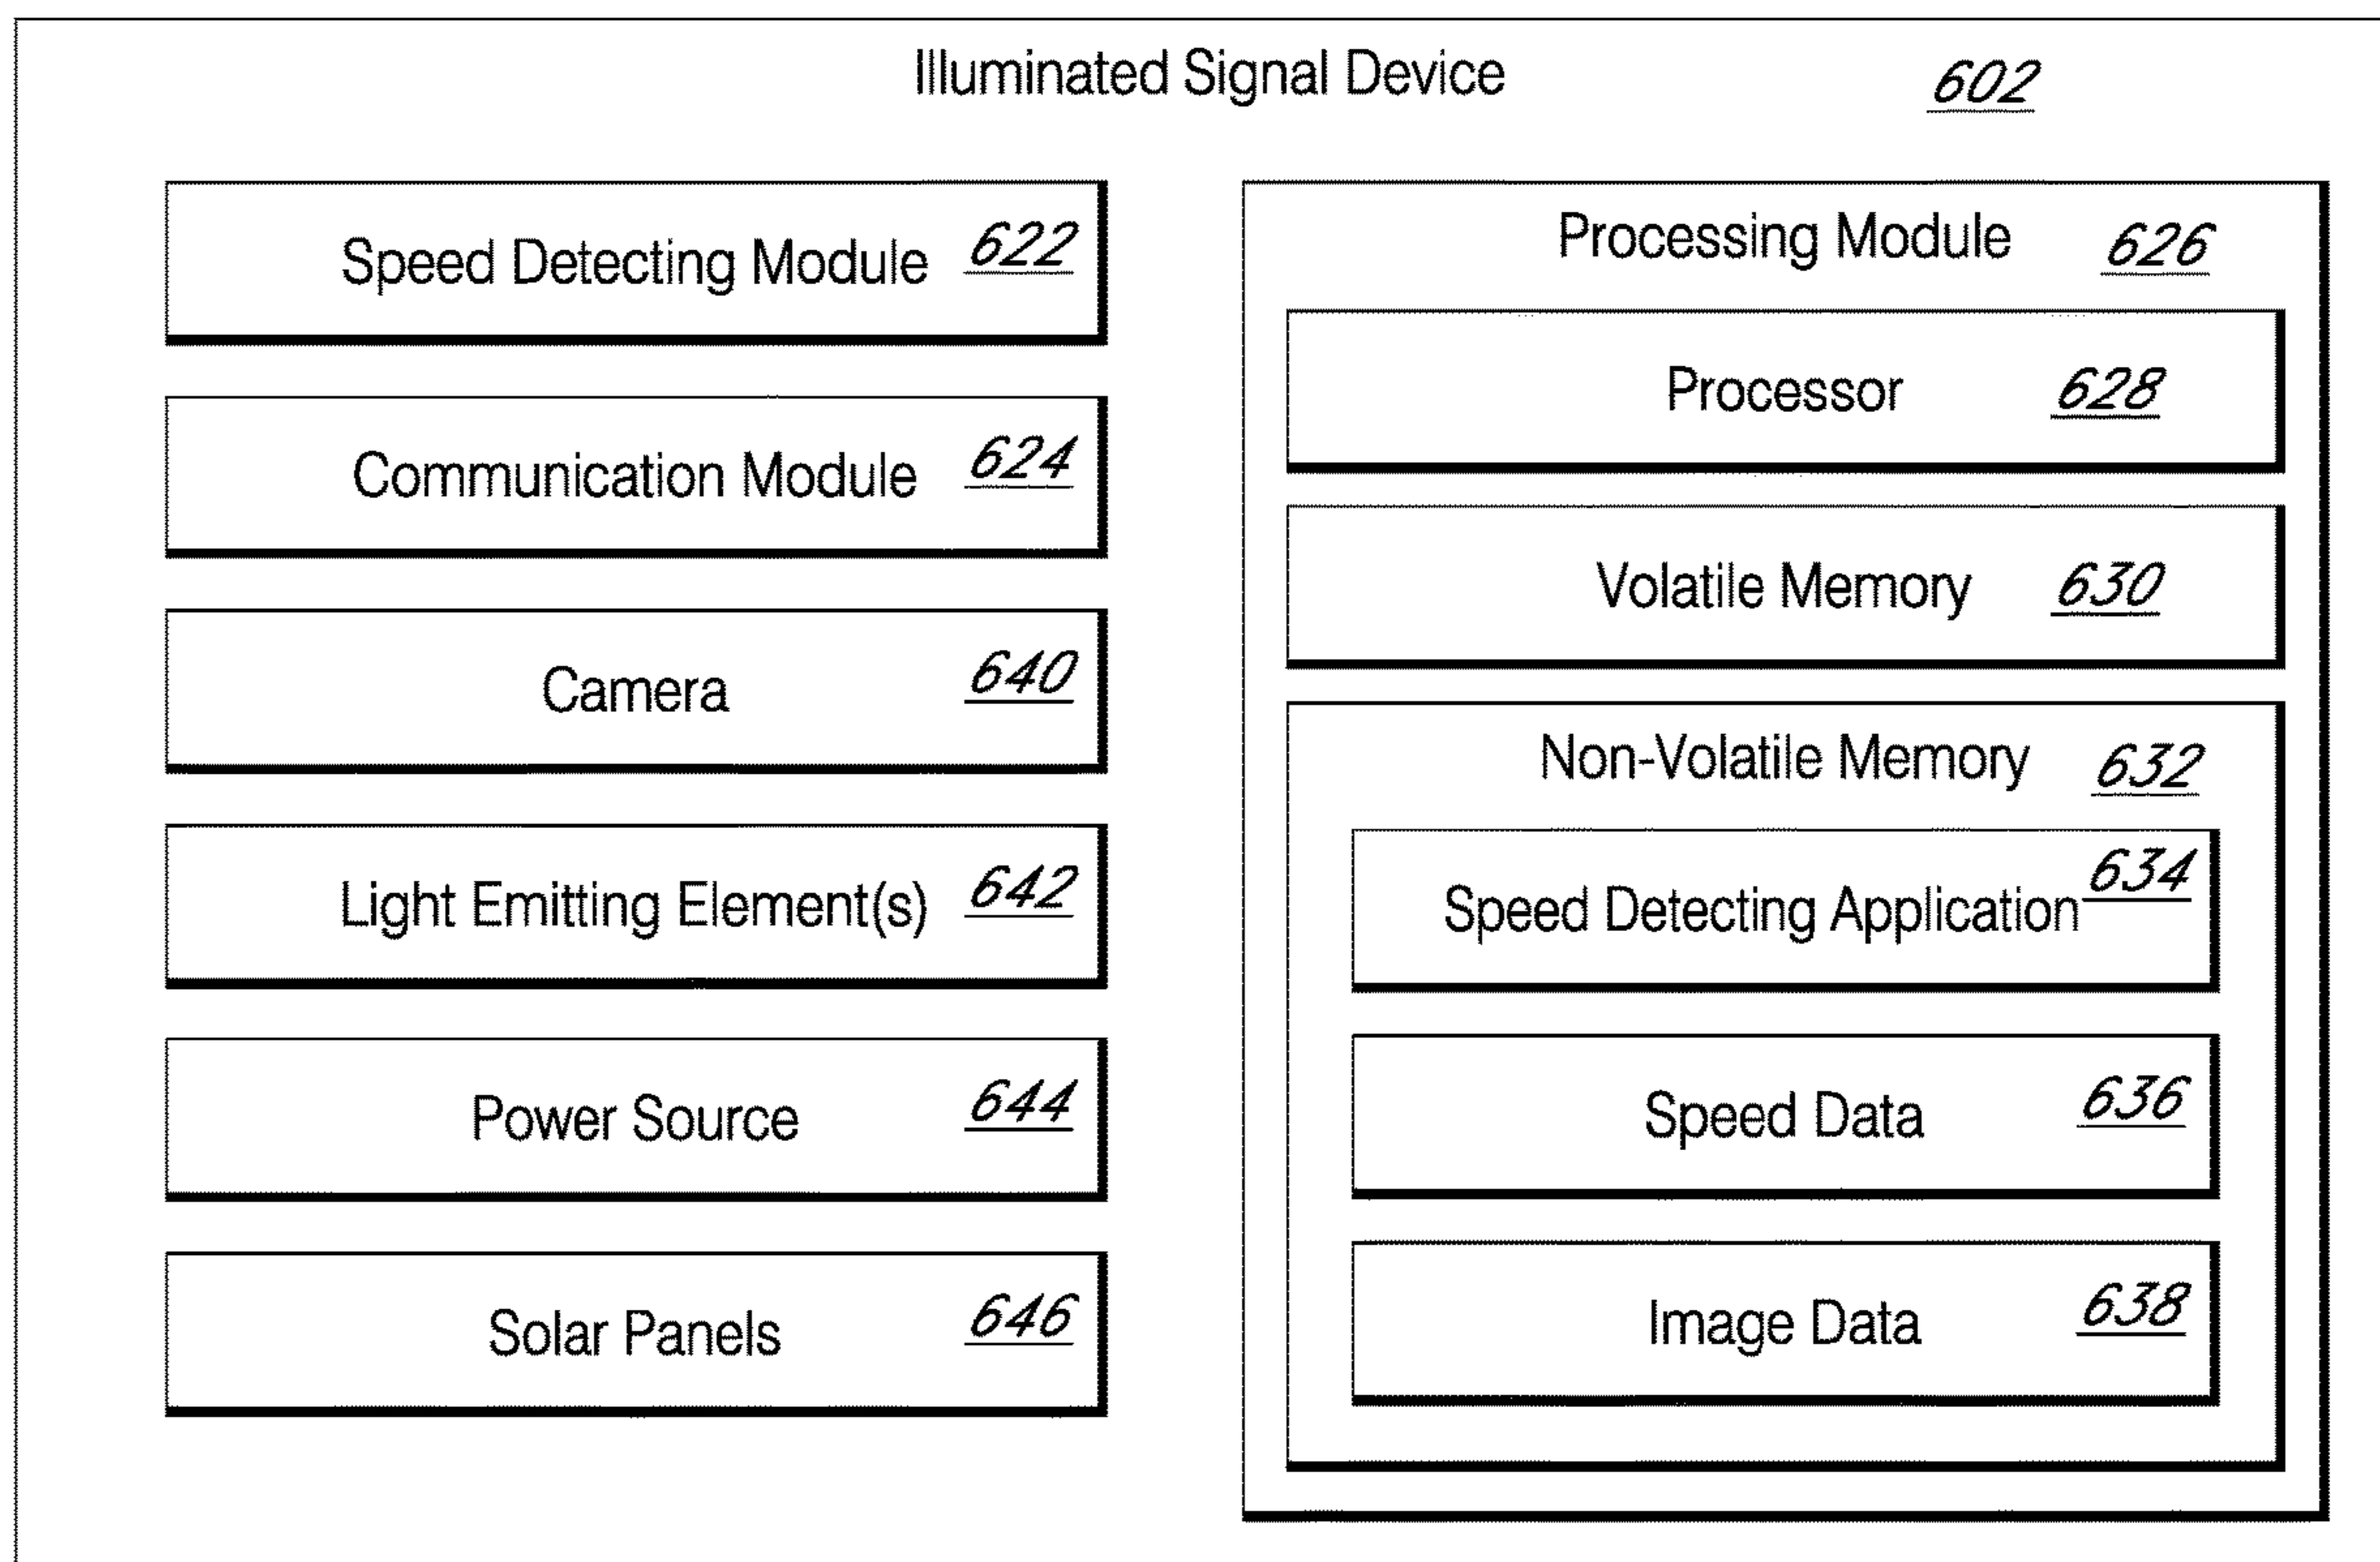 Illuminated Signal Device 602
Speed Detecting Module 622
Communication Module 624
Camera 640
Light Emitting Element(s) 642
Power Source 644
Solar Panels 646
Processing Module 626
Processor 628
Volatile Memory 630
Non-Volatile Memory 632
Speed Detecting Application 634
Speed Data 636
Image Data 638